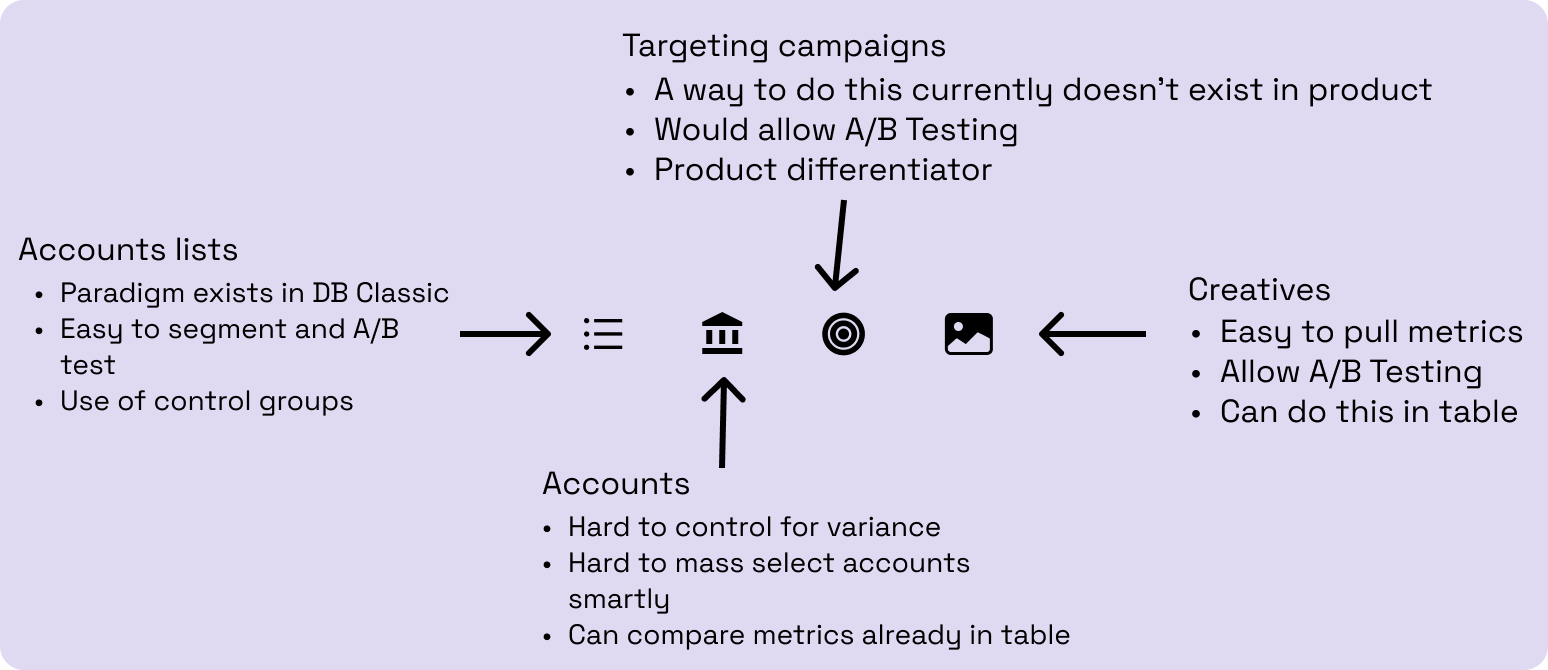 Targeting campaigns
• A way to do this currently doesn't exist in product
• Would allow A/B Testing
• Product differentiator
Accounts lists
• Paradigm exists in DB Classic
• Easy to segment and A/B
test
• Use of control groups
Creatives
• Easy to pull metrics
• Allow A/B Testing
• Can do this in table
Accounts
• Hard to control for variance
• Hard to mass select accounts
smartly
• Can compare metrics already in table